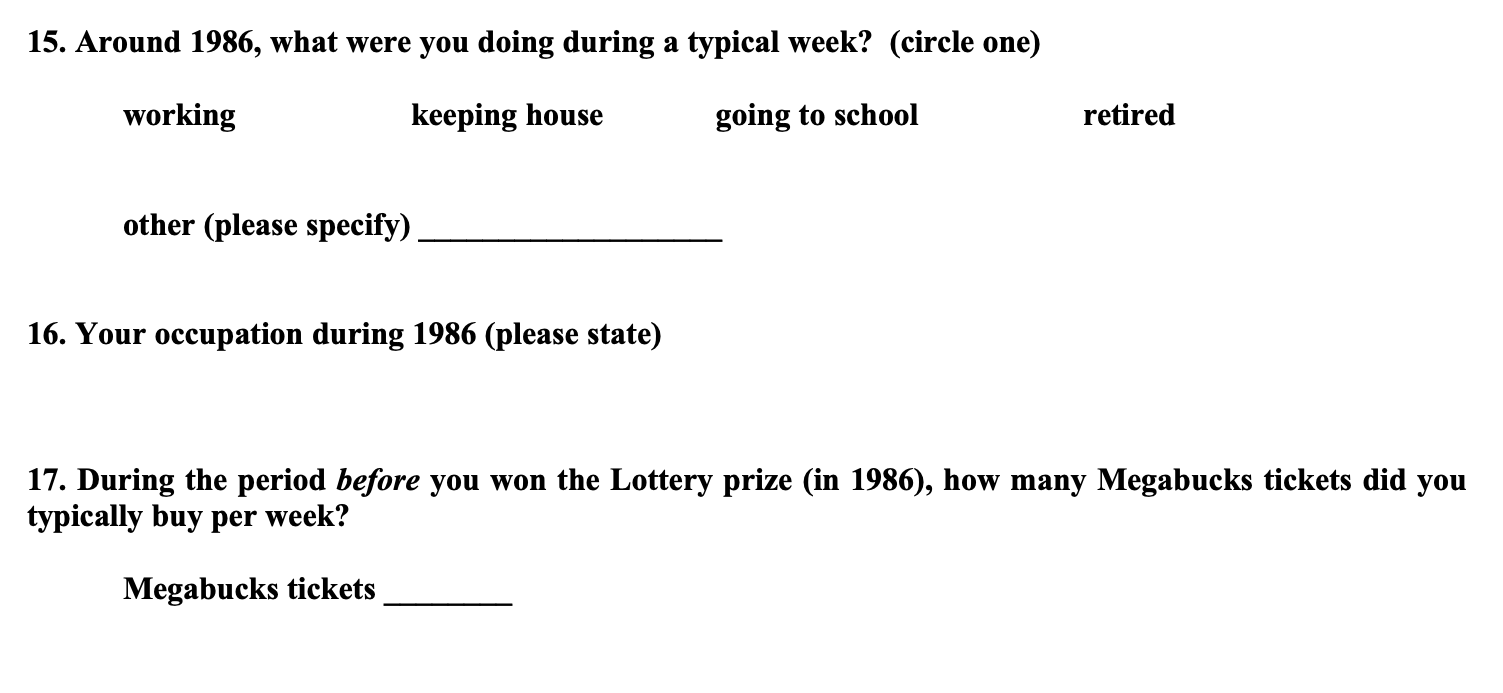 15. Around 1986, what were you doing during a typical week? (circle one)
working keeping house going to school retired
other (please specify) ___________________
16. Your occupation during 1986 (please state)
17. During the period before you won the Lottery prize (in 1986), how many Megabucks tickets did you
typically buy per week?
Megabucks tickets ________